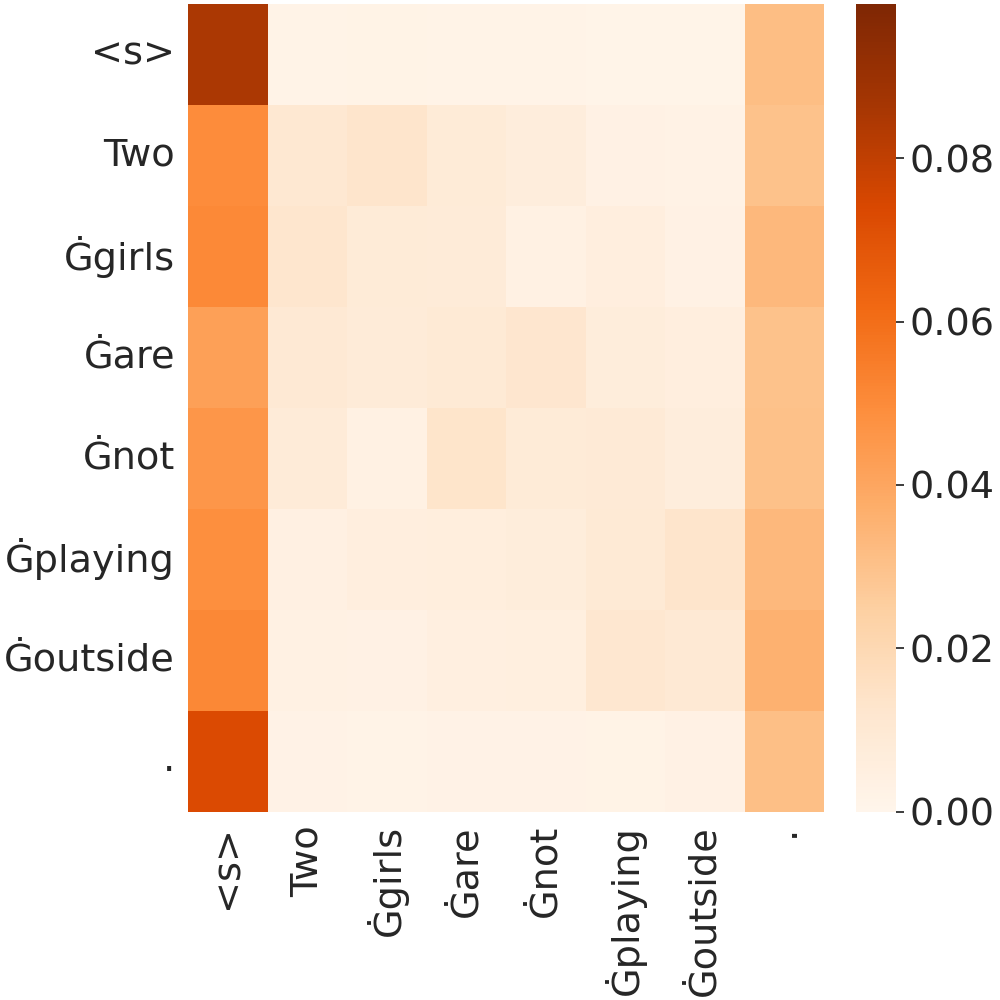 <s>
Two
Ġgirls
Ġare
Ġnot
Ġplaying
Ġoutside
.
<s>
Two
Ġgirls
Ġare
Ġnot
Ġplaying
Ġoutside
.
0.08
0.06
0.04
0.02
0.00